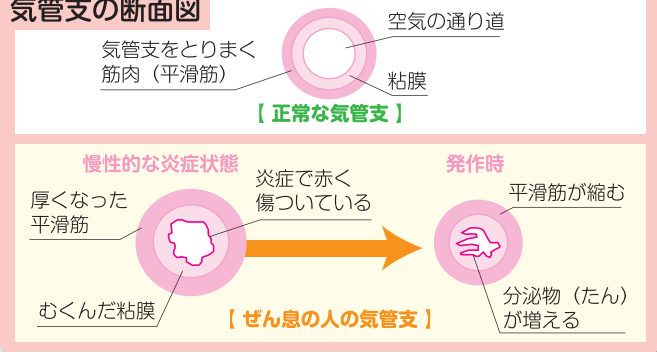 気管支の断面図
空気の通り道
気管支をとりまく
筋肉（平滑筋）
粘膜
【 正常な気管支 】
慢性的な炎症状態
発作時
炎症で赤く
傷ついている
厚くなった
平滑筋
平滑筋が縮む
むくんだ粘膜
分泌物（たん）
が増える
【 ぜん息の人の気管支 】